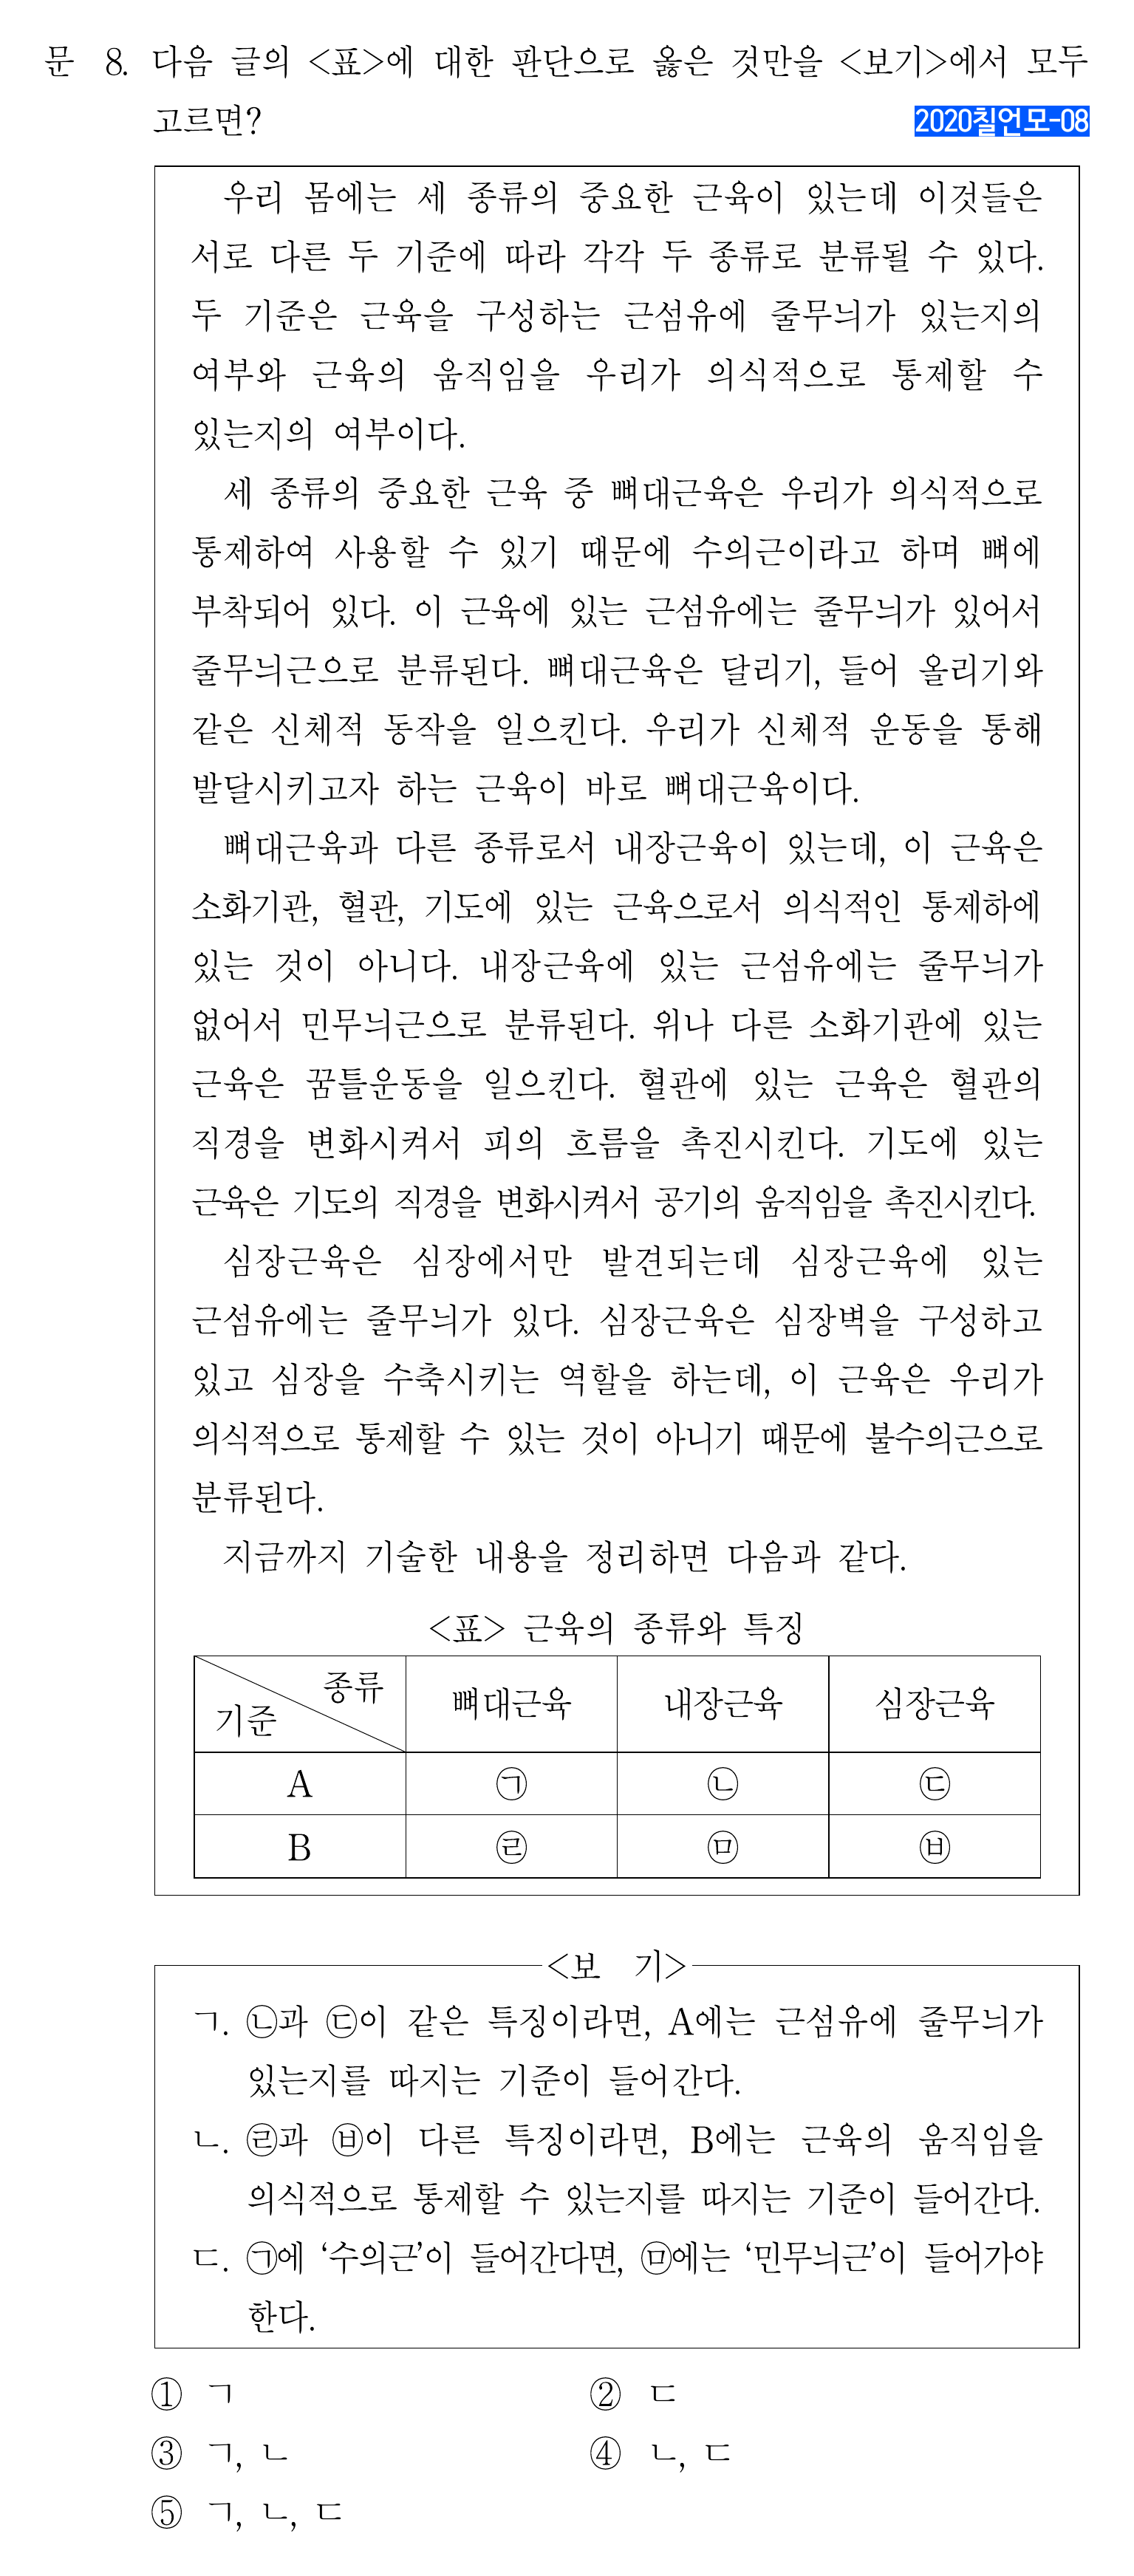 문 8. 다음 글의 <표>에 대한 판단으로 옳은 것만을 <보기>에서 모두
고르면?
2020칠언모-08
우리 몸에는 세 종류의 중요한 근육이 있는데 이것들은
서로 다른 두 기준에 따라 각각 두 종류로 분류될 수 있다.
두 기준은 근육을 구성하는 근섬유에 줄무늬가 있는지의
여부와 근육의 움직임을 우리가 의식적으로 통제할 수
있는지의 여부이다.
세 종류의 중요한 근육 중 뼈대근육은 우리가 의식적으로
통제하여 사용할 수 있기 때문에 수의근이라고 하며 뼈에
부착되어 있다. 이 근육에 있는 근섬유에는 줄무늬가 있어서
줄무늬근으로 분류된다. 뼈대근육은 달리기, 들어 올리기와
같은 신체적 동작을 일으킨다. 우리가 신체적 운동을 통해
발달시키고자 하는 근육이 바로 뼈대근육이다.
뼈대근육과 다른 종류로서 내장근육이 있는데, 이 근육은
소화기관, 혈관, 기도에 있는 근육으로서 의식적인 통제하에
있는 것이 아니다. 내장근육에 있는 근섬유에는 줄무늬가
없어서 민무늬근으로 분류된다. 위나 다른 소화기관에 있는
근육은 꿈틀운동을 일으킨다. 혈관에 있는 근육은 혈관의
직경을 변화시켜서 피의 흐름을 촉진시킨다. 기도에 있는
근육은 기도의 직경을 변화시켜서 공기의 움직임을 촉진시킨다.
심장근육은 심장에서만 발견되는데 심장근육에 있는
근섬유에는 줄무늬가 있다. 심장근육은 심장벽을 구성하고
있고 심장을 수축시키는 역할을 하는데, 이 근육은 우리가
의식적으로 통제할 수 있는 것이 아니기 때문에 불수의근으로
분류된다.
지금까지 기술한 내용을 정리하면 다음과 같다.
<표> 근육의 종류와 특징
종류
기준
뼈대근육 내장근육 심장근육
A ㉠ ㉡ ㉢
B ㉣ ㉤ ㉥
<보 기>
ㄱ. ㉡과 ㉢이 같은 특징이라면, A에는 근섬유에 줄무늬가
있는지를 따지는 기준이 들어간다.
ㄴ. ㉣과 ㉥이 다른 특징이라면, B에는 근육의 움직임을
의식적으로 통제할 수 있는지를 따지는 기준이 들어간다.
ㄷ. ㉠에 ‘수의근’이 들어간다면, ㉤에는 ‘민무늬근’이 들어가야
한다.
① ㄱ ② ㄷ
③ ㄱ, ㄴ ④ ㄴ, ㄷ
⑤ ㄱ, ㄴ, ㄷ